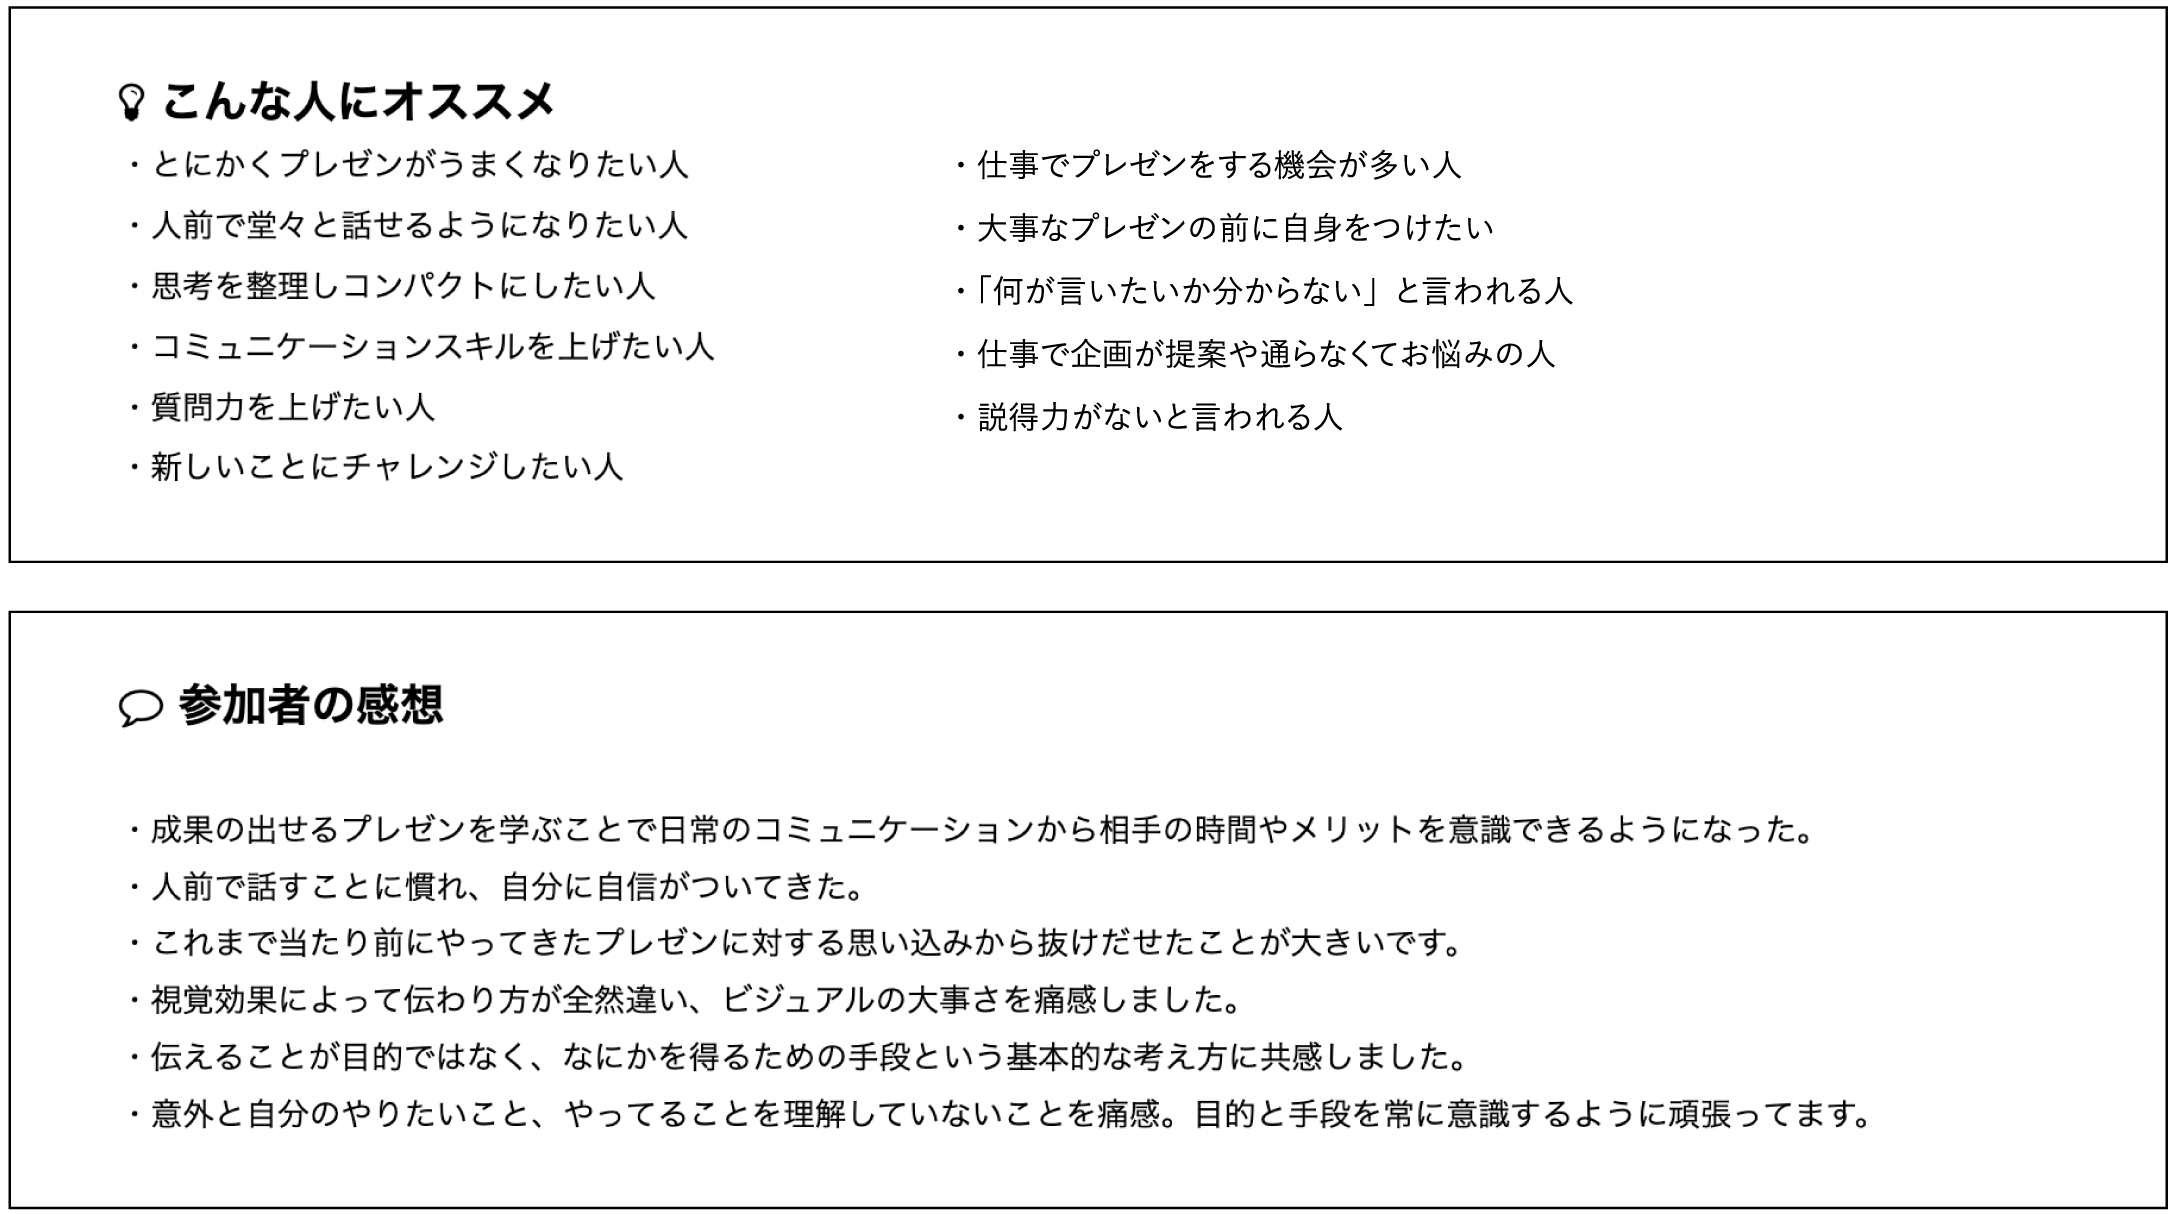 こんな人にオススメ
・とにかくプレゼンがうまくなりたい人
・人前で堂々と話せるようになりたい人
・思考を整理しコンパクトにしたい人
・コミュニケーションスキルを上げたい人
・質問力を上げたい人
・新しいことにチャレンジしたい人
・仕事でプレゼンをする機会が多い人
・大事なプレゼンの前に自身をつけたい
・「何が言いたいか分からない」と言われる人
・仕事で企画が提案や通らなくてお悩みの人
・説得力がないと言われる人
参加者の感想
・成果の出せるプレゼンを学ぶことで日常のコミュニケーションから相手の時間やメリットを意識できるようになった。
・人前で話すことに慣れ、自分に自信がついてきた。
・これまで当たり前にやってきたプレゼンに対する思い込みから抜けだせたことが大きいです。
・視覚効果によって伝わり方が全然違い、ビジュアルの大事さを痛感しました。
・伝えることが目的ではなく、なにかを得るための手段という基本的な考え方に共感しました。
・意外と自分のやりたいこと、やってることを理解していないことを痛感。目的と手段を常に意識するように頑張ってます。